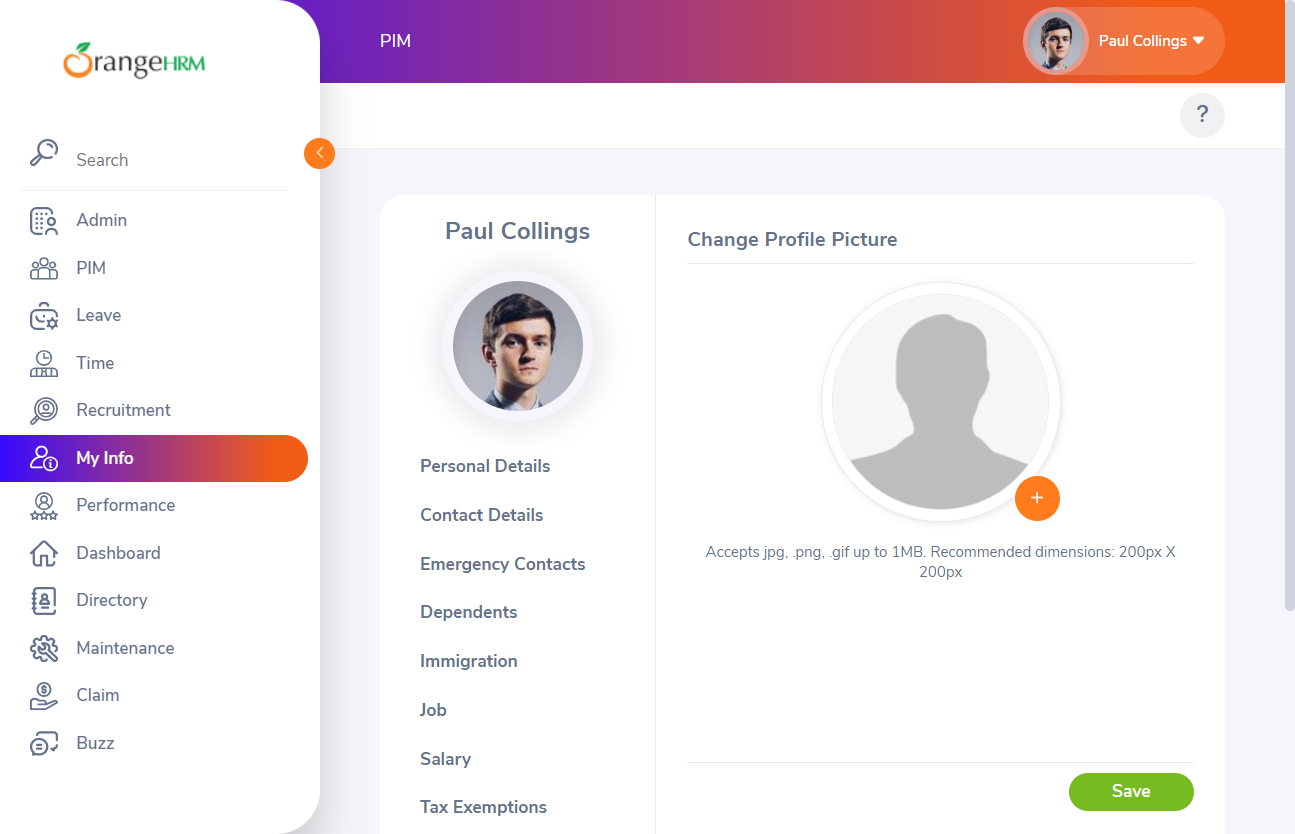 OrangeHRM
PIM
Paul Collings
?
Search
Admin
PIM
Leave
Time
Recruitment
My Info
Performance
Dashboard
Directory
Maintenance
Claim
Buzz
Paul Collings
Personal Details
Contact Details
Emergency Contacts
Dependents
Immigration
Job
Salary
Tax Exemptions
Change Profile Picture
+
Accepts jpg, .png, .gif up to 1MB. Recommended dimensions: 200px X
200px
Save